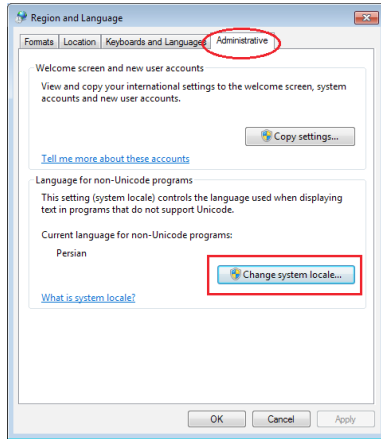 Region and Language
Formats Location Keyboards and Languages Administrative
Welcome screen and new user accounts
View and copy your international settings to the welcome screen, system
accounts and new user accounts.
Copy settings...
Tell me more about these accounts
Language for non-Unicode programs
This setting (system locale) controls the language used when displaying
text in programs that do not support Unicode.
Current language for non-Unicode programs:
Persian
Change system locale...
What is system locale?
OK Cancel Apply